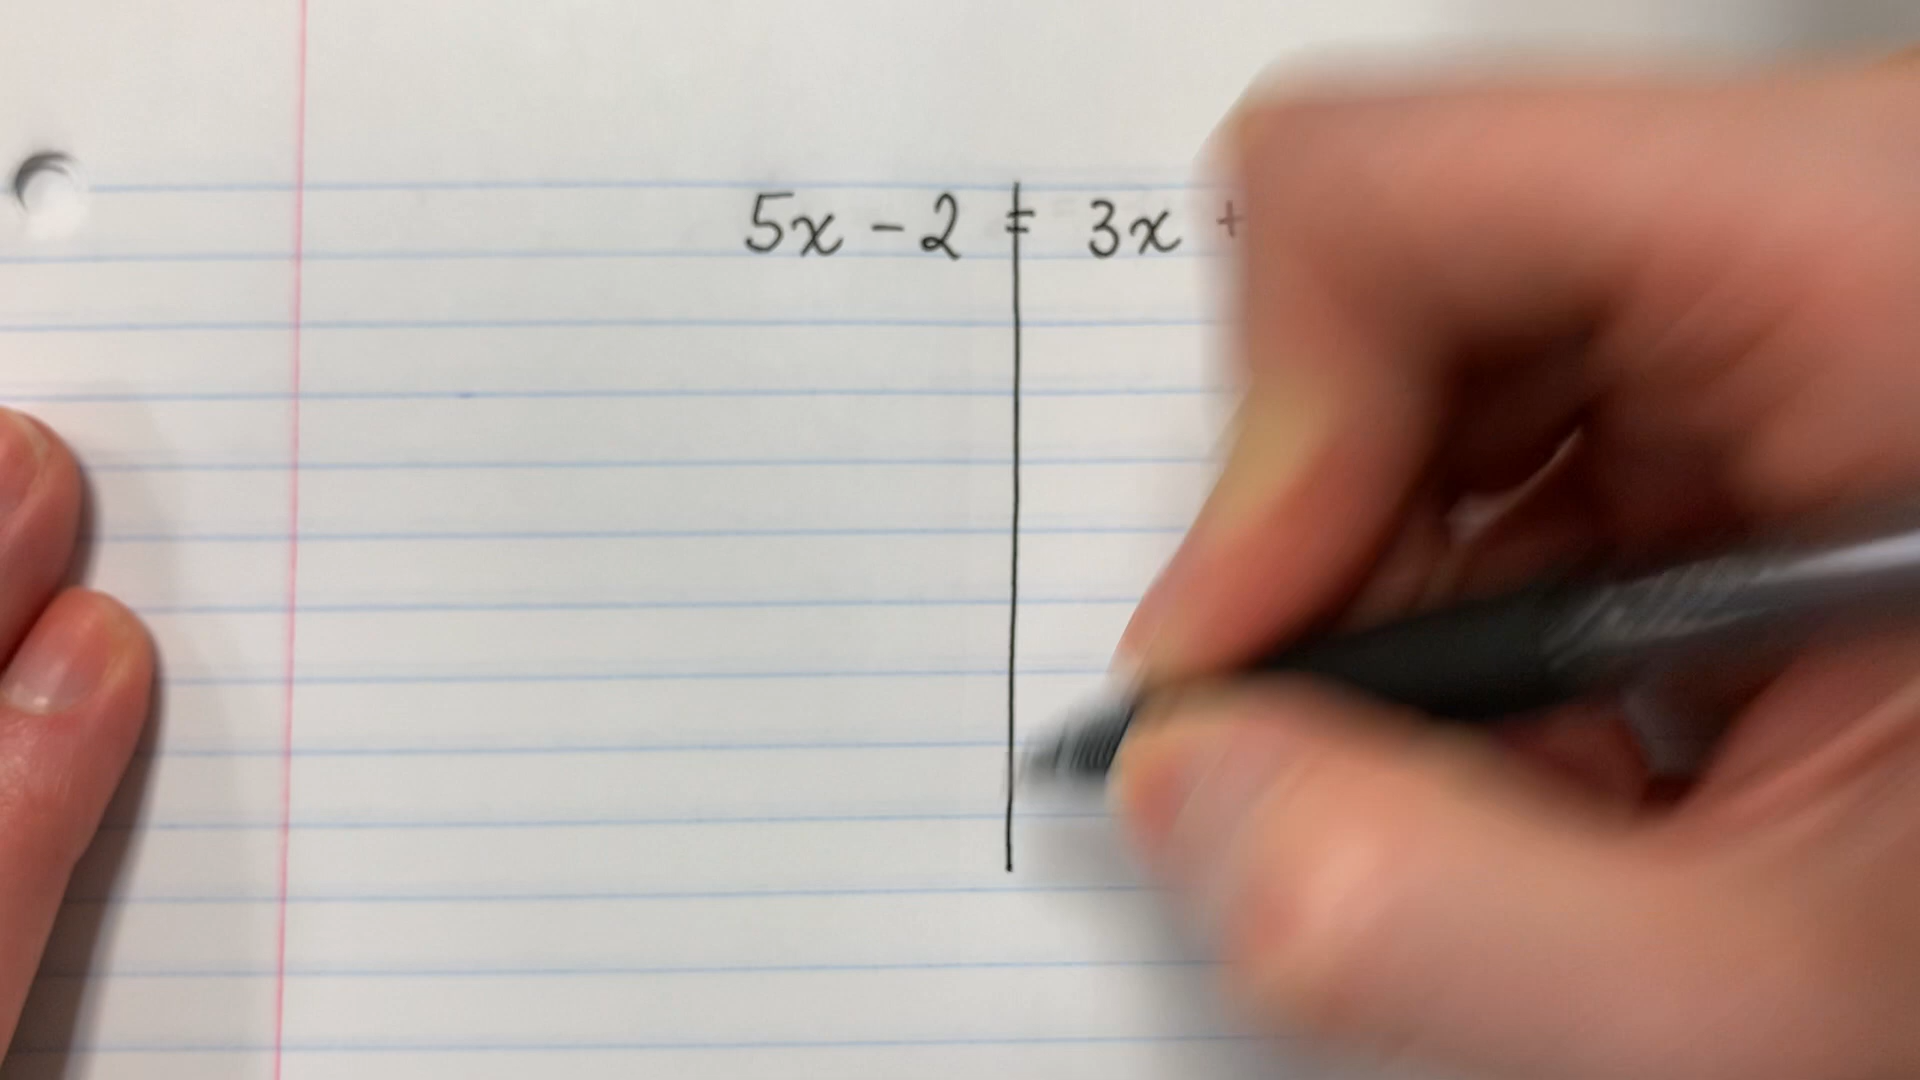 5x - 2 = 3x +